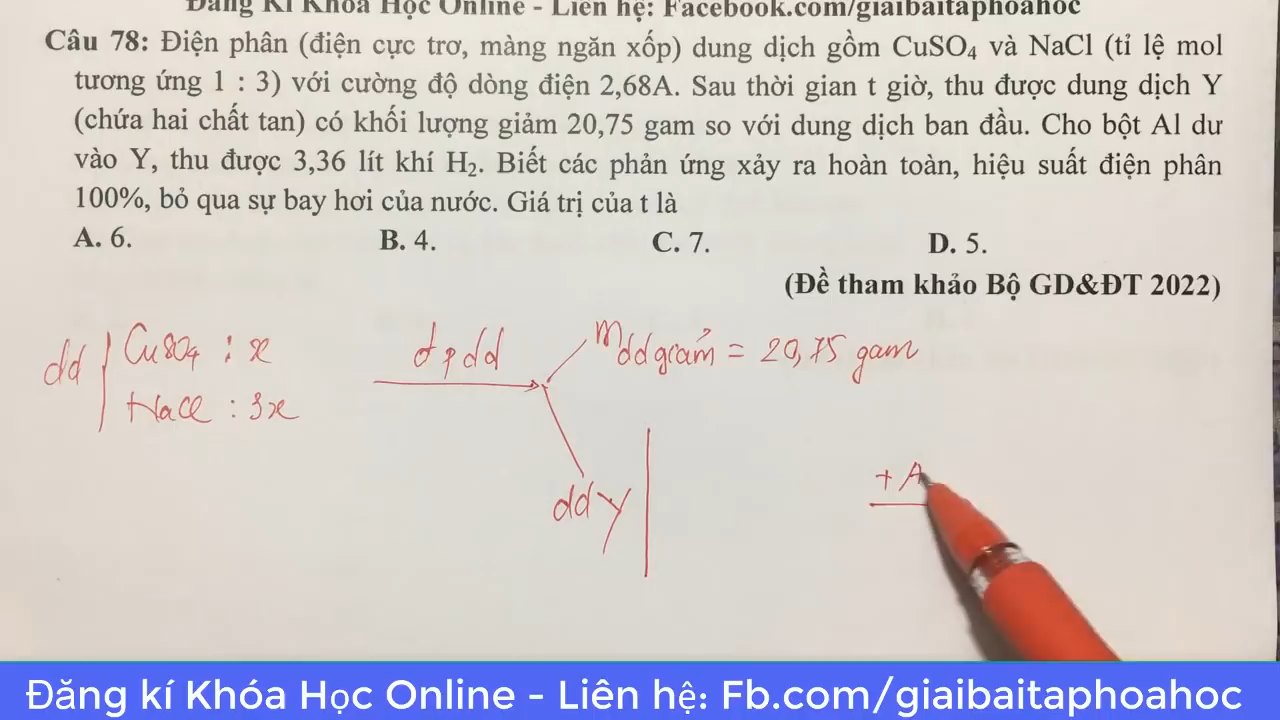 Đăng Kí Khóa Học Online - Liên hệ: Facebook.com/giaibaitaphoahoc
Câu 78: Điện phân (điện cực trơ, màng ngăn xốp) dung dịch gồm CuSO₄ và NaCl (tỉ lệ mol
tương ứng 1 : 3) với cường độ dòng điện 2,68A. Sau thời gian t giờ, thu được dung dịch Y
(chứa hai chất tan) có khối lượng giảm 20,75 gam so với dung dịch ban đầu. Cho bột Al dư
vào Y, thu được 3,36 lít khí H₂. Biết các phản ứng xảy ra hoàn toàn, hiệu suất điện phân
100%, bỏ qua sự bay hơi của nước. Giá trị của t là
A. 6. B. 4. C. 7. D. 5.
(Đề tham khảo Bộ GD&ĐT 2022)
dd CuSO4 : x đpdd mddgiảm = 20,75 gam
NaCl : 3x
+ A
dd Y
Đăng kí Khóa Học Online - Liên hệ: Fb.com/giaibaitaphoahoc